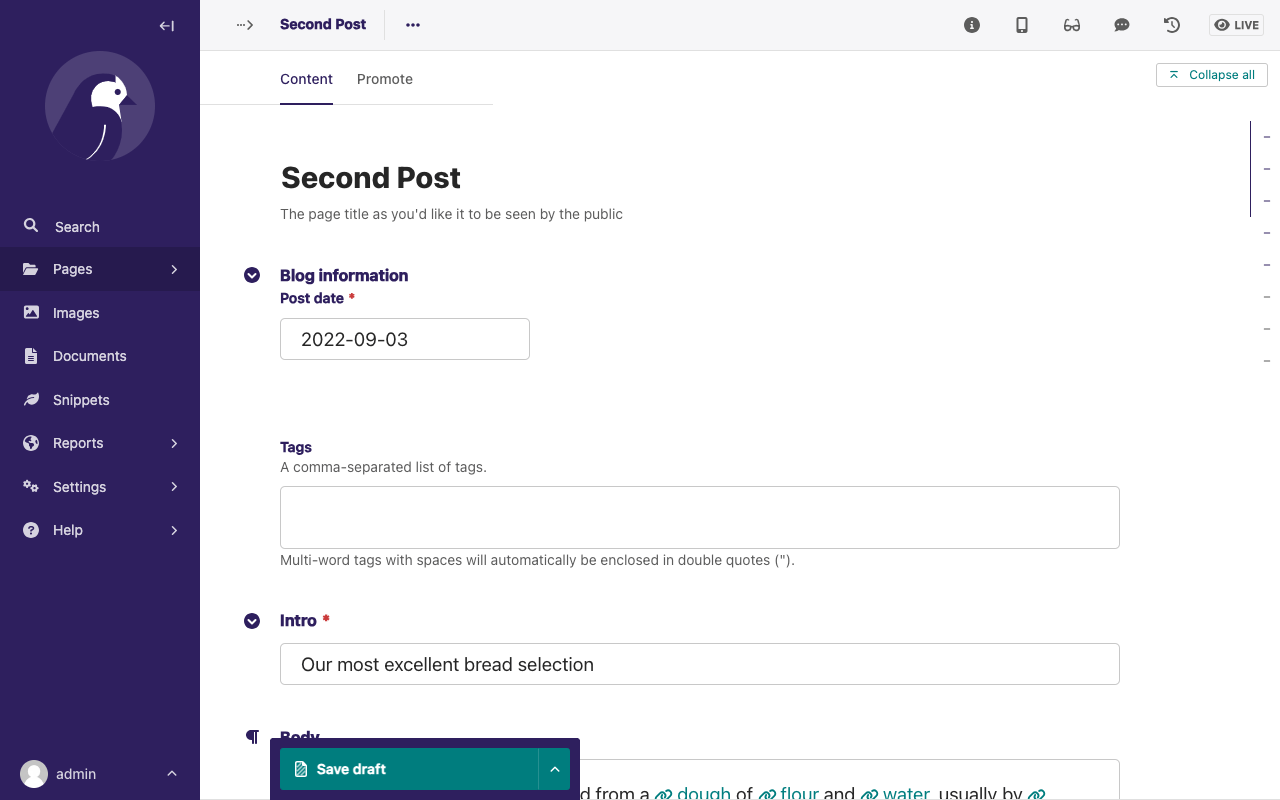 Second Post
LIVE
Content
Promote
Collapse all
Second Post
The page title as you'd like it to be seen by the public
Search
Pages
Images
Documents
Snippets
Reports
Settings
Help
admin
Blog information
Post date *
2022-09-03
Tags
A comma-separated list of tags.
Multi-word tags with spaces will automatically be enclosed in double quotes (").
Intro *
Our most excellent bread selection
Body
d from a dough of flour and water, usually by
Save draft